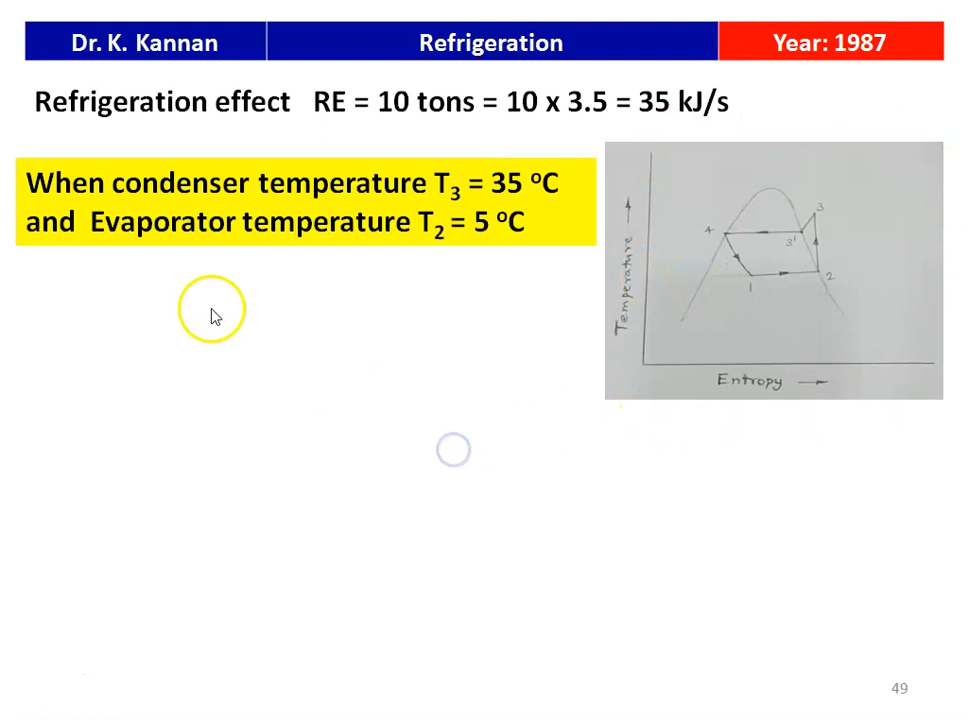 Dr. K. Kannan
Refrigeration
Year: 1987
Refrigeration effect RE = 10 tons = 10 x 3.5 = 35 kJ/s
When condenser temperature T₃ = 35 ᵒC
and Evaporator temperature T₂ = 5 ᵒC
Temperature
4
3
3'
1
2
Entropy
49